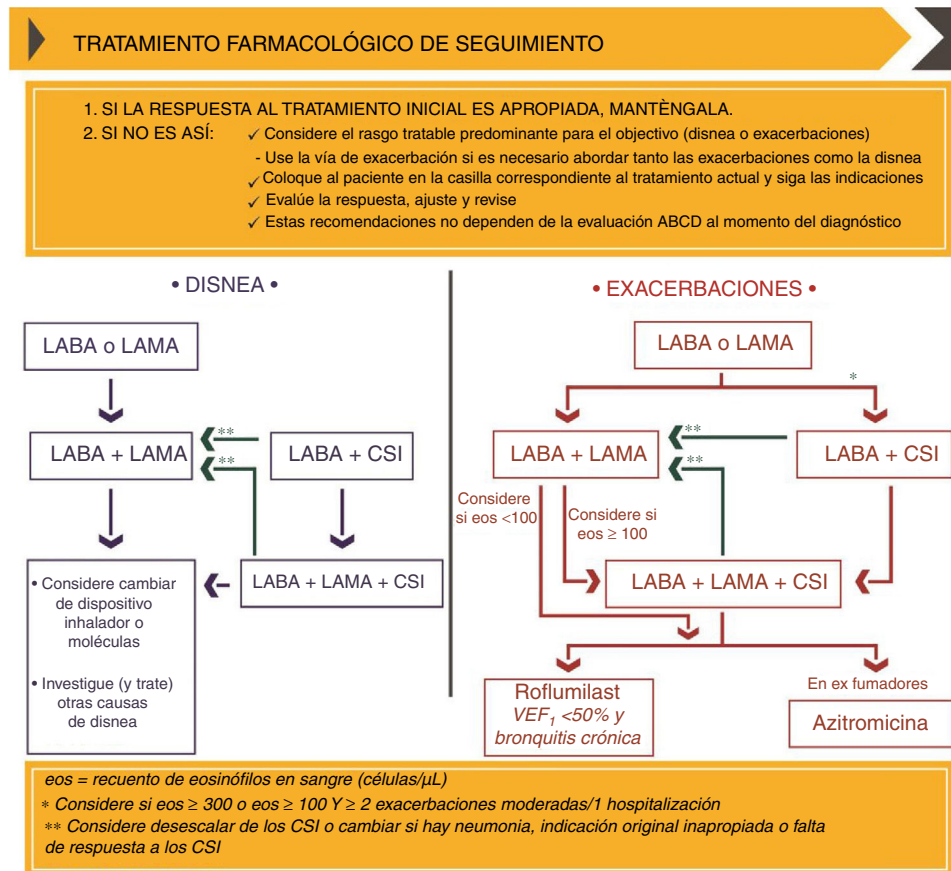 TRATAMIENTO FARMACOLÓGICO DE SEGUIMIENTO
1. SI LA RESPUESTA AL TRATAMIENTO INICIAL ES APROPIADA, MANTÈNGALA.
2. SI NO ES ASÍ: ✓ Considere el rasgo tratable predominante para el objetivo (disnea o exacerbaciones)
- Use la vía de exacerbación si es necesario abordar tanto las exacerbaciones como la disnea
✓ Coloque al paciente en la casilla correspondiente al tratamiento actual y siga las indicaciones
✓ Evalúe la respuesta, ajuste y revise
✓ Estas recomendaciones no dependen de la evaluación ABCD al momento del diagnóstico
• DISNEA •
LABA o LAMA
**
**
LABA + LAMA
LABA + CSI
LABA + LAMA + CSI
• Considere cambiar
de dispositivo
inhalador o
moléculas
• Investigue (y trate)
otras causas
de disnea
• EXACERBACIONES •
LABA o LAMA
*
**
**
LABA + LAMA
LABA + CSI
Considere
si eos <100
Considere si
eos ≥ 100
LABA + LAMA + CSI
Roflumilast
VEF1 <50% y
bronquitis crónica
En ex fumadores
Azitromicina
eos = recuento de eosinófilos en sangre (células/µL)
* Considere si eos ≥ 300 o eos ≥ 100 Y ≥ 2 exacerbaciones moderadas/1 hospitalización
** Considere desescalar de los CSI o cambiar si hay neumonia, indicación original inapropiada o falta
de respuesta a los CSI